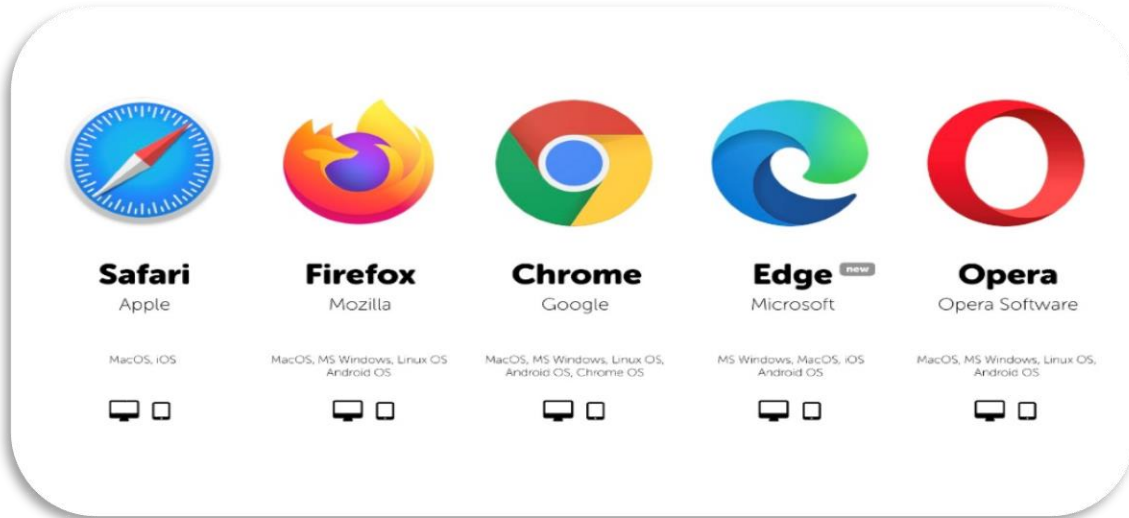 Safari
Apple
MacOS, iOS
Firefox
Mozilla
MacOS, MS Windows, Linux OS
Android OS
Chrome
Google
MacOS, MS Windows, Linux OS,
Android OS, Chrome OS
Edge new
Microsoft
MS Windows, MacOS, iOS
Android OS
Opera
Opera Software
MacOS, MS Windows, Linux OS,
Android OS